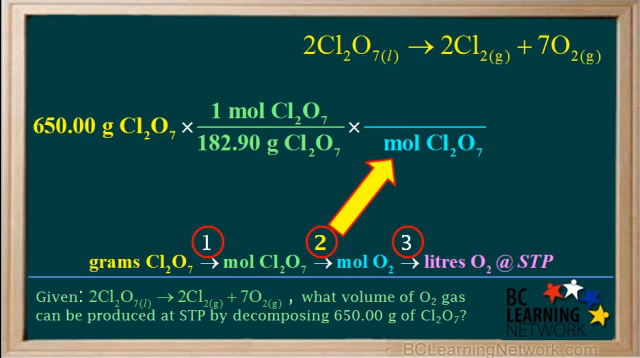 2Cl₂O₇₍l₎ → 2Cl₂₍g₎ + 7O₂₍g₎
650.00 g Cl₂O₇ × 1 mol Cl₂O₇ / 182.90 g Cl₂O₇ × / mol Cl₂O₇
1 2 3
grams Cl₂O₇ → mol Cl₂O₇ → mol O₂ → litres O₂ @ STP
Given: 2Cl₂O₇₍l₎ → 2Cl₂₍g₎ + 7O₂₍g₎ , what volume of O₂ gas
can be produced at STP by decomposing 650.00 g of Cl₂O₇?
BC
LEARNING
NETWORK
BCLearningNetwork.com